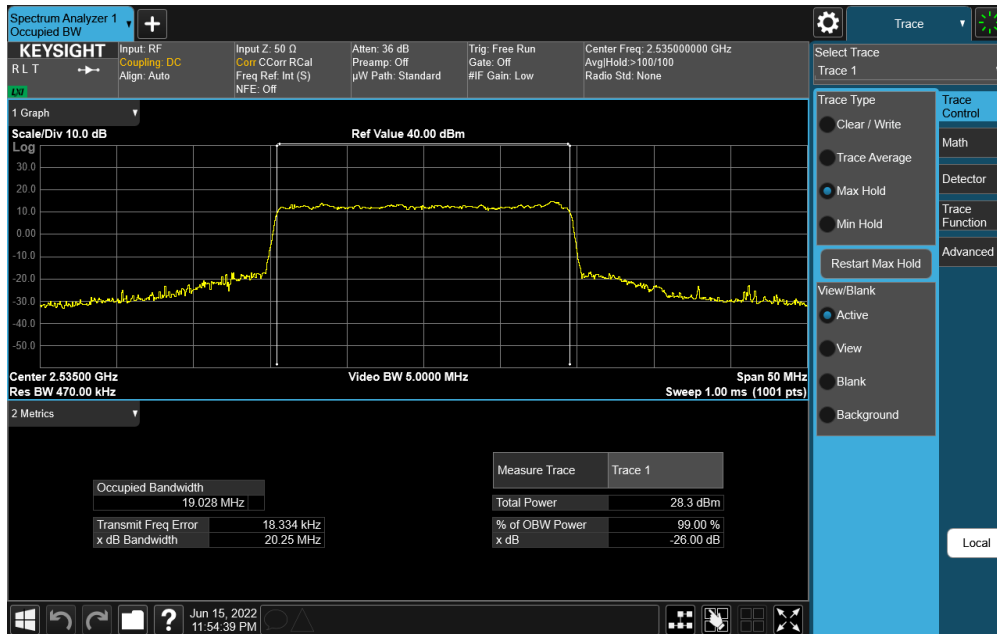 Spectrum Analyzer 1
Occupied BW
KEYSIGHT
R L T
LXI
Input: RF
Coupling: DC
Align: Auto
Input Z: 50 Ω
Corr CCorr RCal
Freq Ref: Int (S)
NFE: Off
Atten: 36 dB
Preamp: Off
µW Path: Standard
Trig: Free Run
Gate: Off
#IF Gain: Low
Center Freq: 2.535000000 GHz
Avg|Hold:>100/100
Radio Std: None
1 Graph
Scale/Div 10.0 dB
Ref Value 40.00 dBm
Log
30.0
20.0
10.0
0.00
-10.0
-20.0
-30.0
-40.0
-50.0
Center 2.53500 GHz
Video BW 5.0000 MHz
Span 50 MHz
Res BW 470.00 kHz
Sweep 1.00 ms (1001 pts)
2 Metrics
Measure Trace
Trace 1
Occupied Bandwidth
19.028 MHz
Total Power
28.3 dBm
Transmit Freq Error
18.334 kHz
% of OBW Power
99.00 %
x dB Bandwidth
20.25 MHz
x dB
-26.00 dB
Jun 15, 2022
11:54:39 PM
Trace
Select Trace
Trace 1
Trace Type
Clear / Write
Trace Average
Max Hold
Min Hold
Restart Max Hold
View/Blank
Active
View
Blank
Background
Trace
Control
Math
Detector
Trace
Function
Advanced
Local